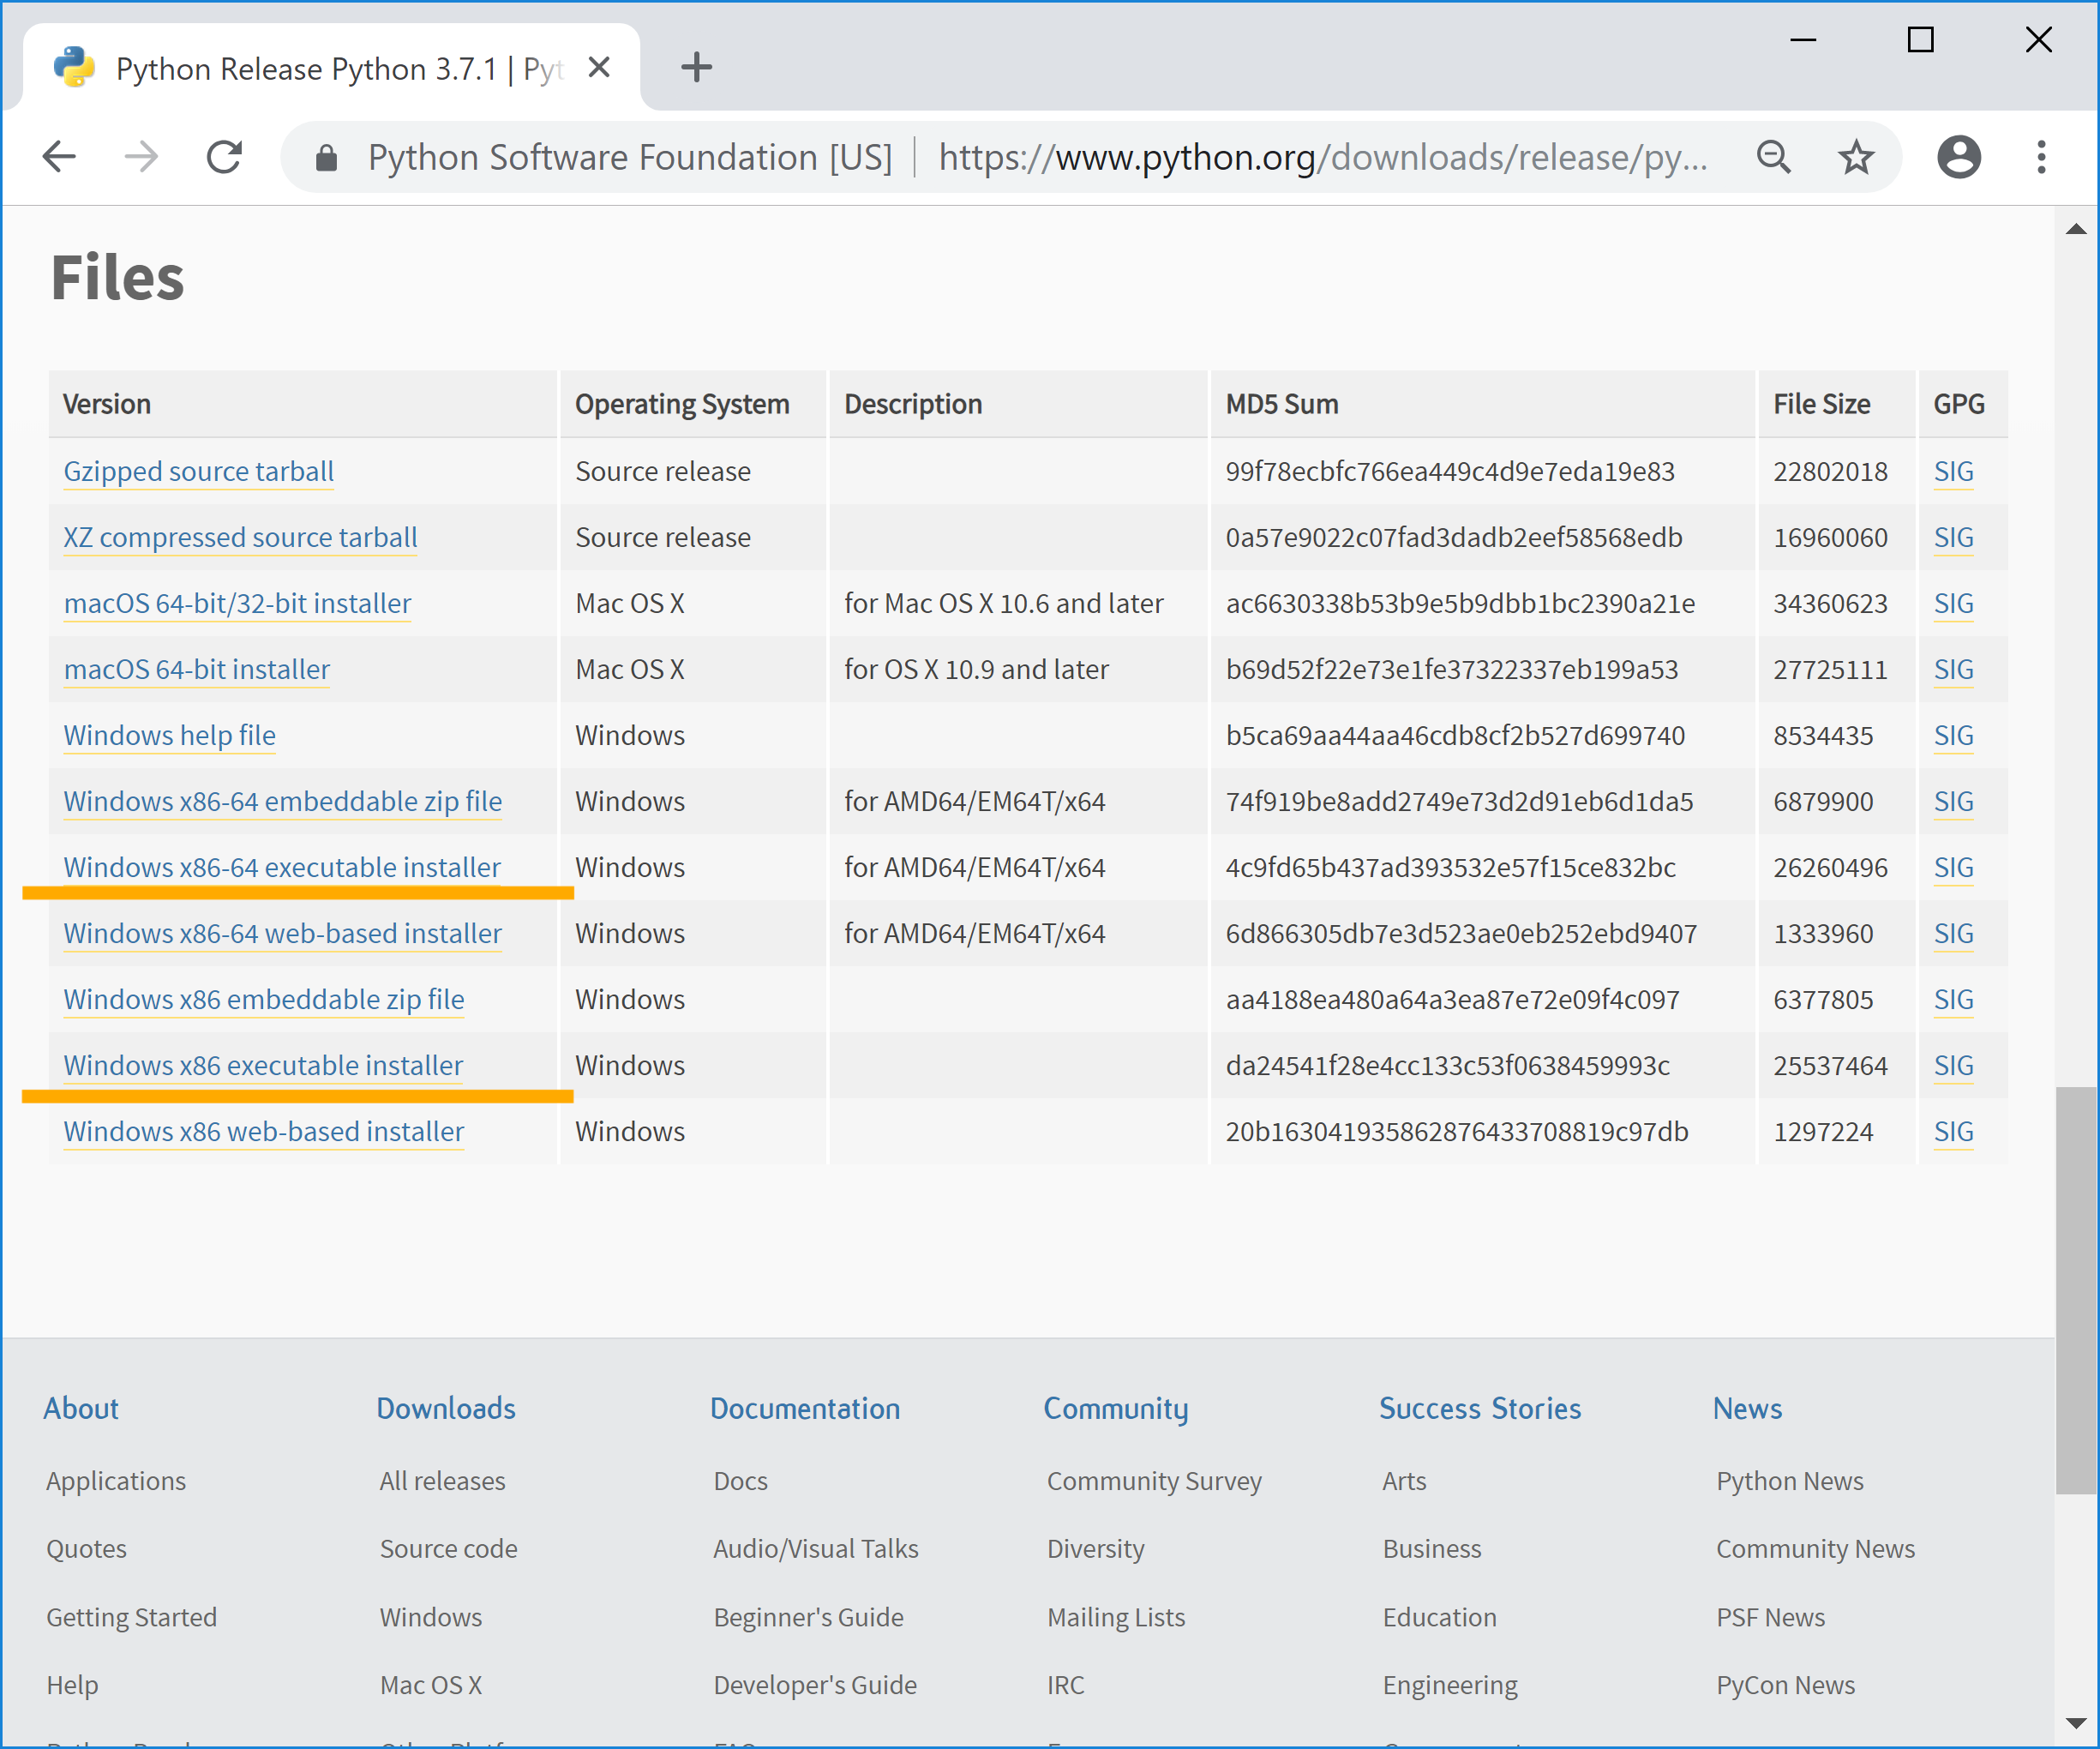 Python Release Python 3.7.1 | Pyt
Python Software Foundation [US] https://www.python.org/downloads/release/py...
Files
Version Operating System Description MD5 Sum File Size GPG
Gzipped source tarball Source release 99f78ecbfc766ea449c4d9e7eda19e83 22802018 SIG
XZ compressed source tarball Source release 0a57e9022c07fad3dadb2eef58568edb 16960060 SIG
macOS 64-bit/32-bit installer Mac OS X for Mac OS X 10.6 and later ac6630338b53b9e5b9dbb1bc2390a21e 34360623 SIG
macOS 64-bit installer Mac OS X for OS X 10.9 and later b69d52f22e73e1fe37322337eb199a53 27725111 SIG
Windows help file Windows b5ca69aa44aa46cdb8cf2b527d699740 8534435 SIG
Windows x86-64 embeddable zip file Windows for AMD64/EM64T/x64 74f919be8add2749e73d2d91eb6d1da5 6879900 SIG
Windows x86-64 executable installer Windows for AMD64/EM64T/x64 4c9fd65b437ad393532e57f15ce832bc 26260496 SIG
Windows x86-64 web-based installer Windows for AMD64/EM64T/x64 6d866305db7e3d523ae0eb252ebd9407 1333960 SIG
Windows x86 embeddable zip file Windows aa4188ea480a64a3ea87e72e09f4c097 6377805 SIG
Windows x86 executable installer Windows da24541f28e4cc133c53f0638459993c 25537464 SIG
Windows x86 web-based installer Windows 20b163041935862876433708819c97db 1297224 SIG
About Downloads Documentation Community Success Stories News
Applications All releases Docs Community Survey Arts Python News
Quotes Source code Audio/Visual Talks Diversity Business Community News
Getting Started Windows Beginner's Guide Mailing Lists Education PSF News
Help Mac OS X Developer's Guide IRC Engineering PyCon News